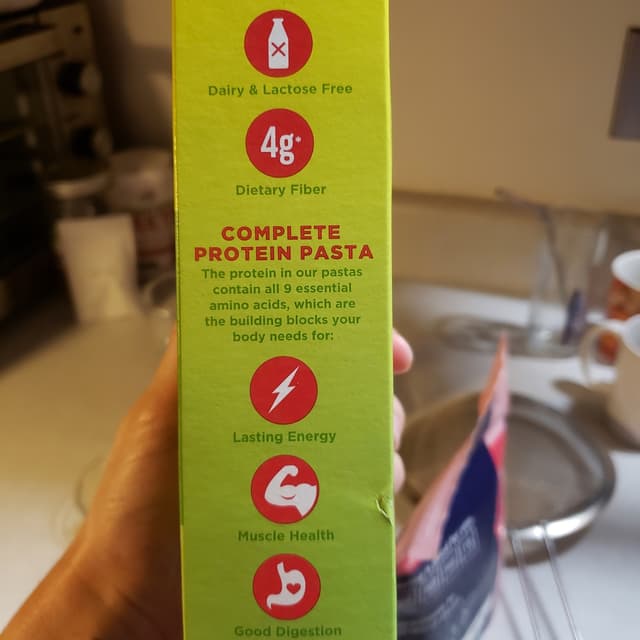 Dairy & Lactose Free
4g*
Dietary Fiber
COMPLETE
PROTEIN PASTA
The protein in our pastas
contain all 9 essential
amino acids, which are
the building blocks your
body needs for:
Lasting Energy
Muscle Health
Good Digestion